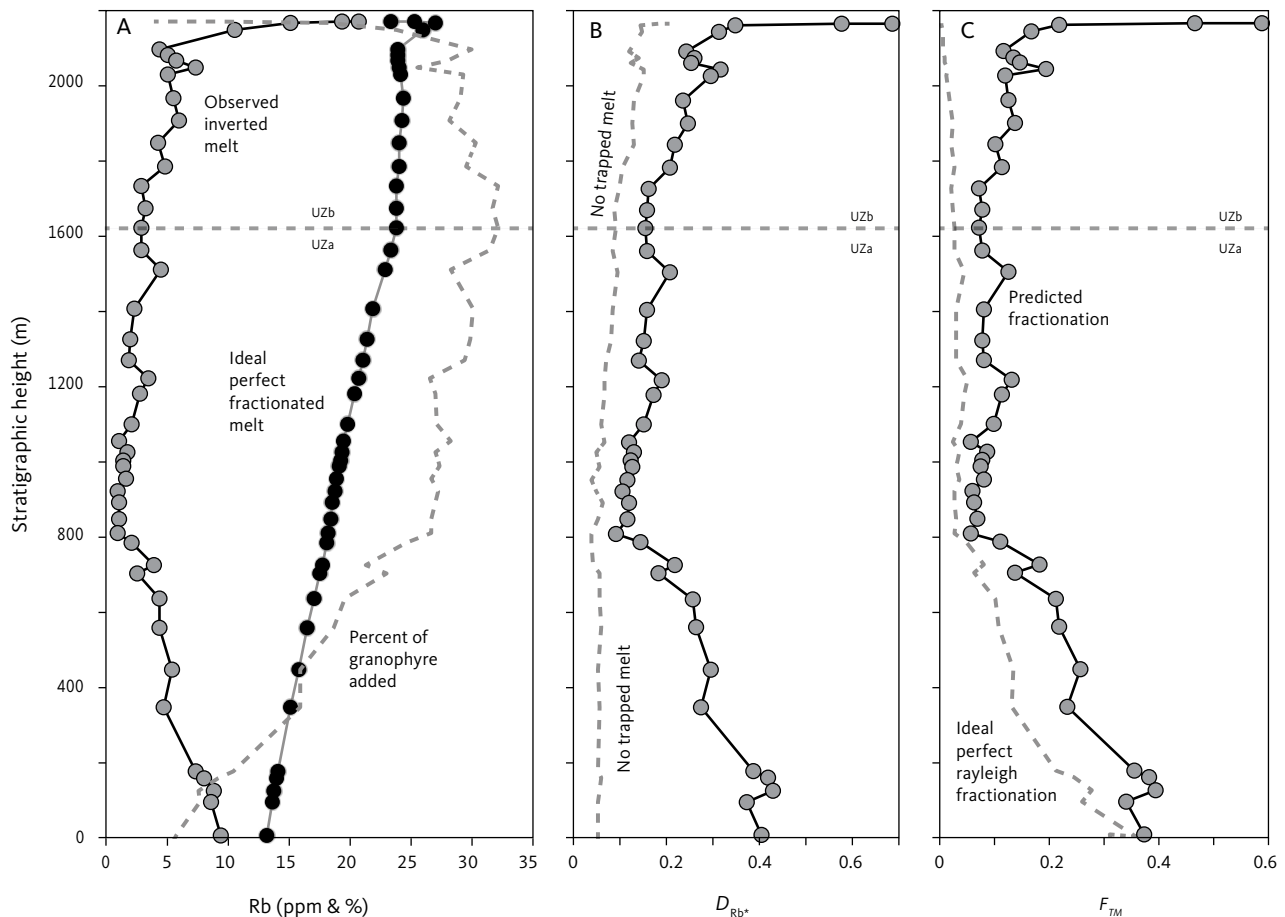 A
B
C
Observed
inverted
melt
Ideal
perfect
fractionated
melt
Percent of
granophyre
added
UZb
UZa
No trapped melt
No trapped melt
UZb
UZa
Predicted
fractionation
Ideal
perfect
rayleigh
fractionation
UZb
UZa
Stratigraphic height (m)
2000
1600
1200
800
400
0
0 5 10 15 20 25 30 35
0 0.2 0.4 0.6
0 0.2 0.4 0.6
Rb (ppm & %)
D Rb*
F TM